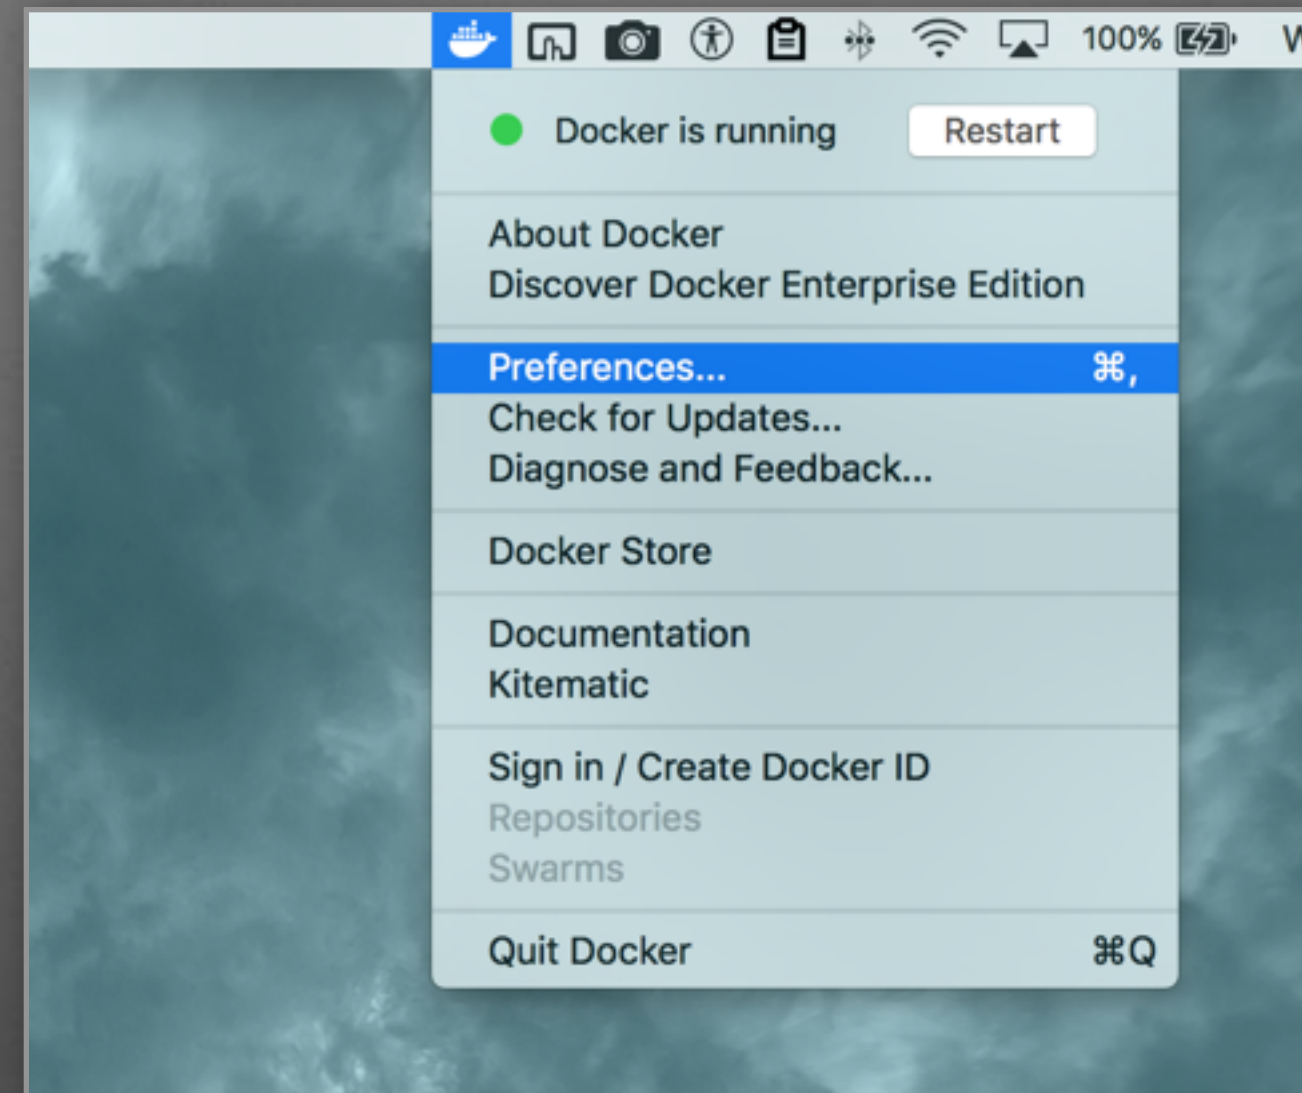 100%
Docker is running Restart
About Docker
Discover Docker Enterprise Edition
Preferences... ⌘,
Check for Updates...
Diagnose and Feedback...
Docker Store
Documentation
Kitematic
Sign in / Create Docker ID
Repositories
Swarms
Quit Docker ⌘Q